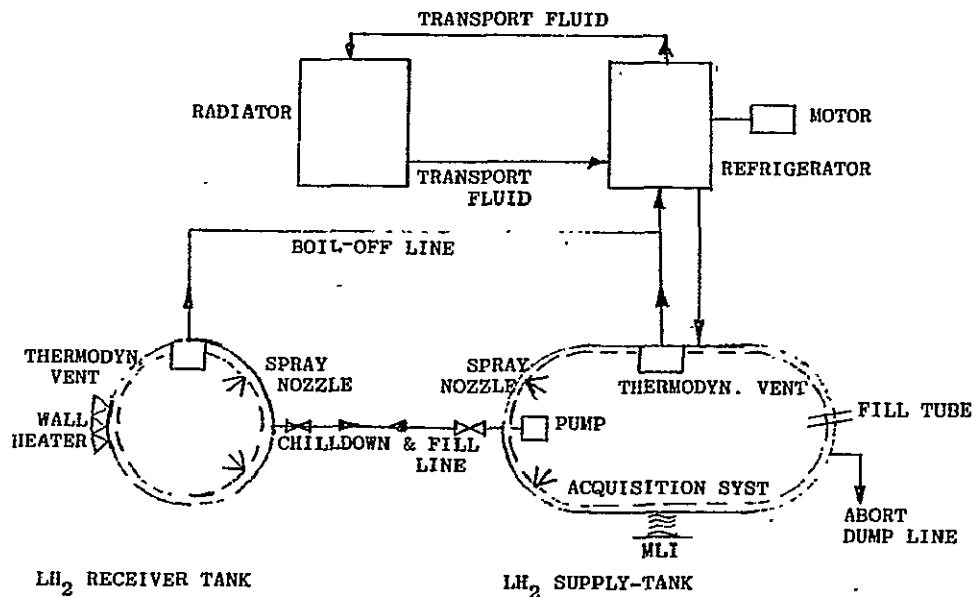 TRANSPORT FLUID
RADIATOR
MOTOR
REFRIGERATOR
TRANSPORT
FLUID
BOIL-OFF LINE
THERMODYN.
VENT
SPRAY
NOZZLE
SPRAY
NOZZLE
THERMODYN. VENT
FILL TUBE
WALL
HEATER
PUMP
CHILLDOWN & FILL
LINE
ACQUISITION SYST
ABORT
DUMP LINE
MLI
LH₂ RECEIVER TANK
LH₂ SUPPLY-TANK